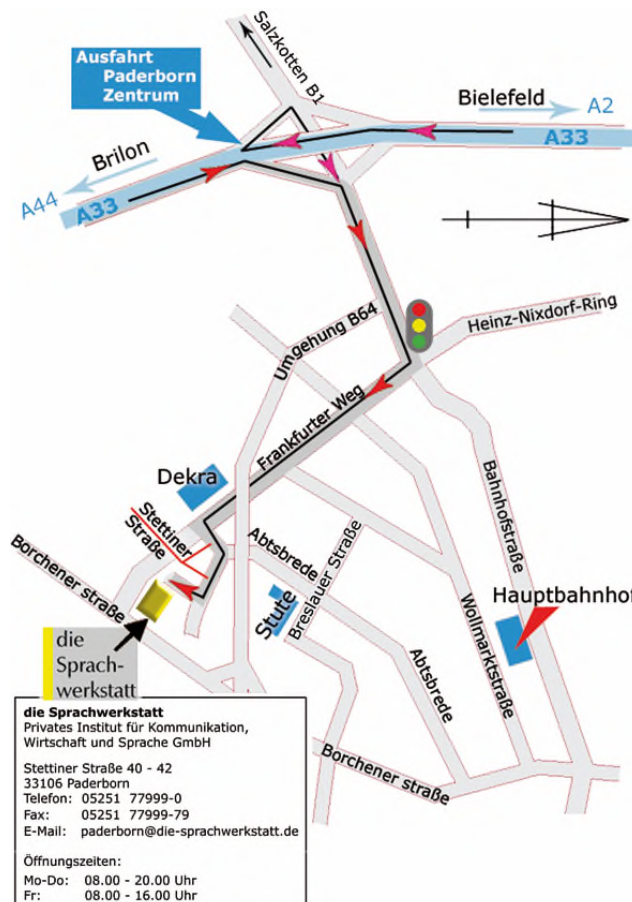 Salzkotten B1
Ausfahrt
Paderborn
Zentrum
Bielefeld
A2
A33
Brilon
A44
A33
Heinz-Nixdorf-Ring
Umgehung B64
Frankfurter Weg
Dekra
Stettiner
Straße
Borchener straße
Abtsbrede
Breslauer Straße
Stute
Bahnhofstraße
Hauptbahnhof
Wollmarktstraße
Abtsbrede
Borchener straße
die
Sprach-
werkstatt
die Sprachwerkstatt
Privates Institut für Kommunikation,
Wirtschaft und Sprache GmbH
Stettiner Straße 40 - 42
33106 Paderborn
Telefon: 05251 77999-0
Fax: 05251 77999-79
E-Mail: paderborn@die-sprachwerkstatt.de
Öffnungszeiten:
Mo-Do: 08.00 - 20.00 Uhr
Fr: 08.00 - 16.00 Uhr